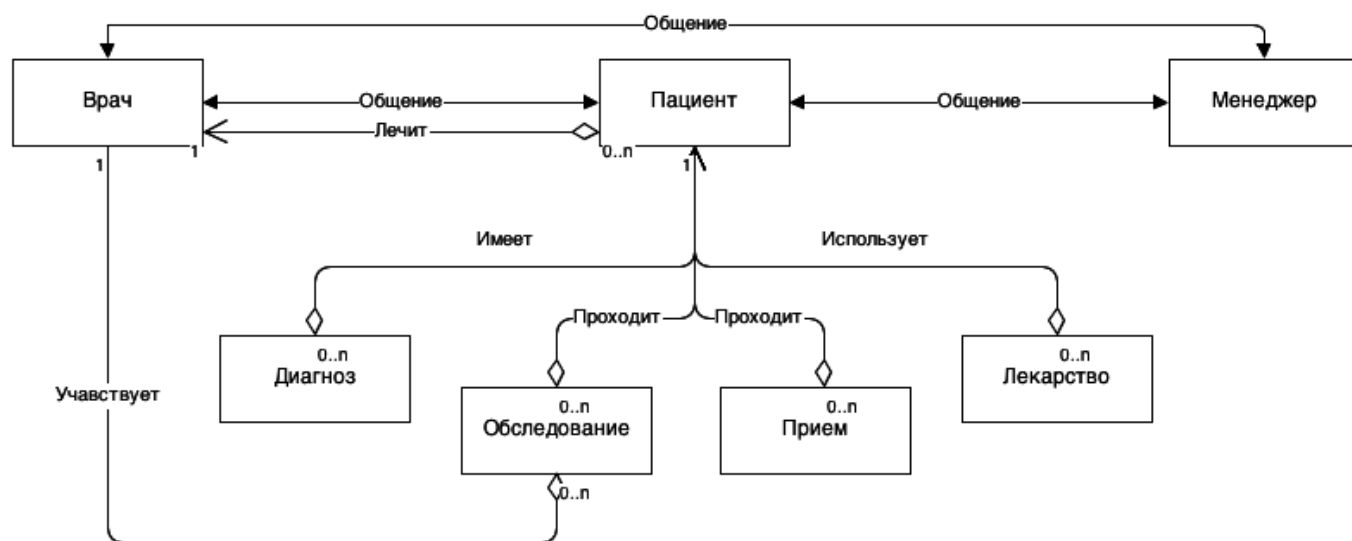 Общение
Врач
Общение
Пациент
Общение
Менеджер
Лечит
1
0..n
1
1
Имеет
Использует
Проходит
Проходит
0..n
Диагноз
0..n
Лекарство
Учавствует
0..n
Обследование
0..n
Прием
0..n